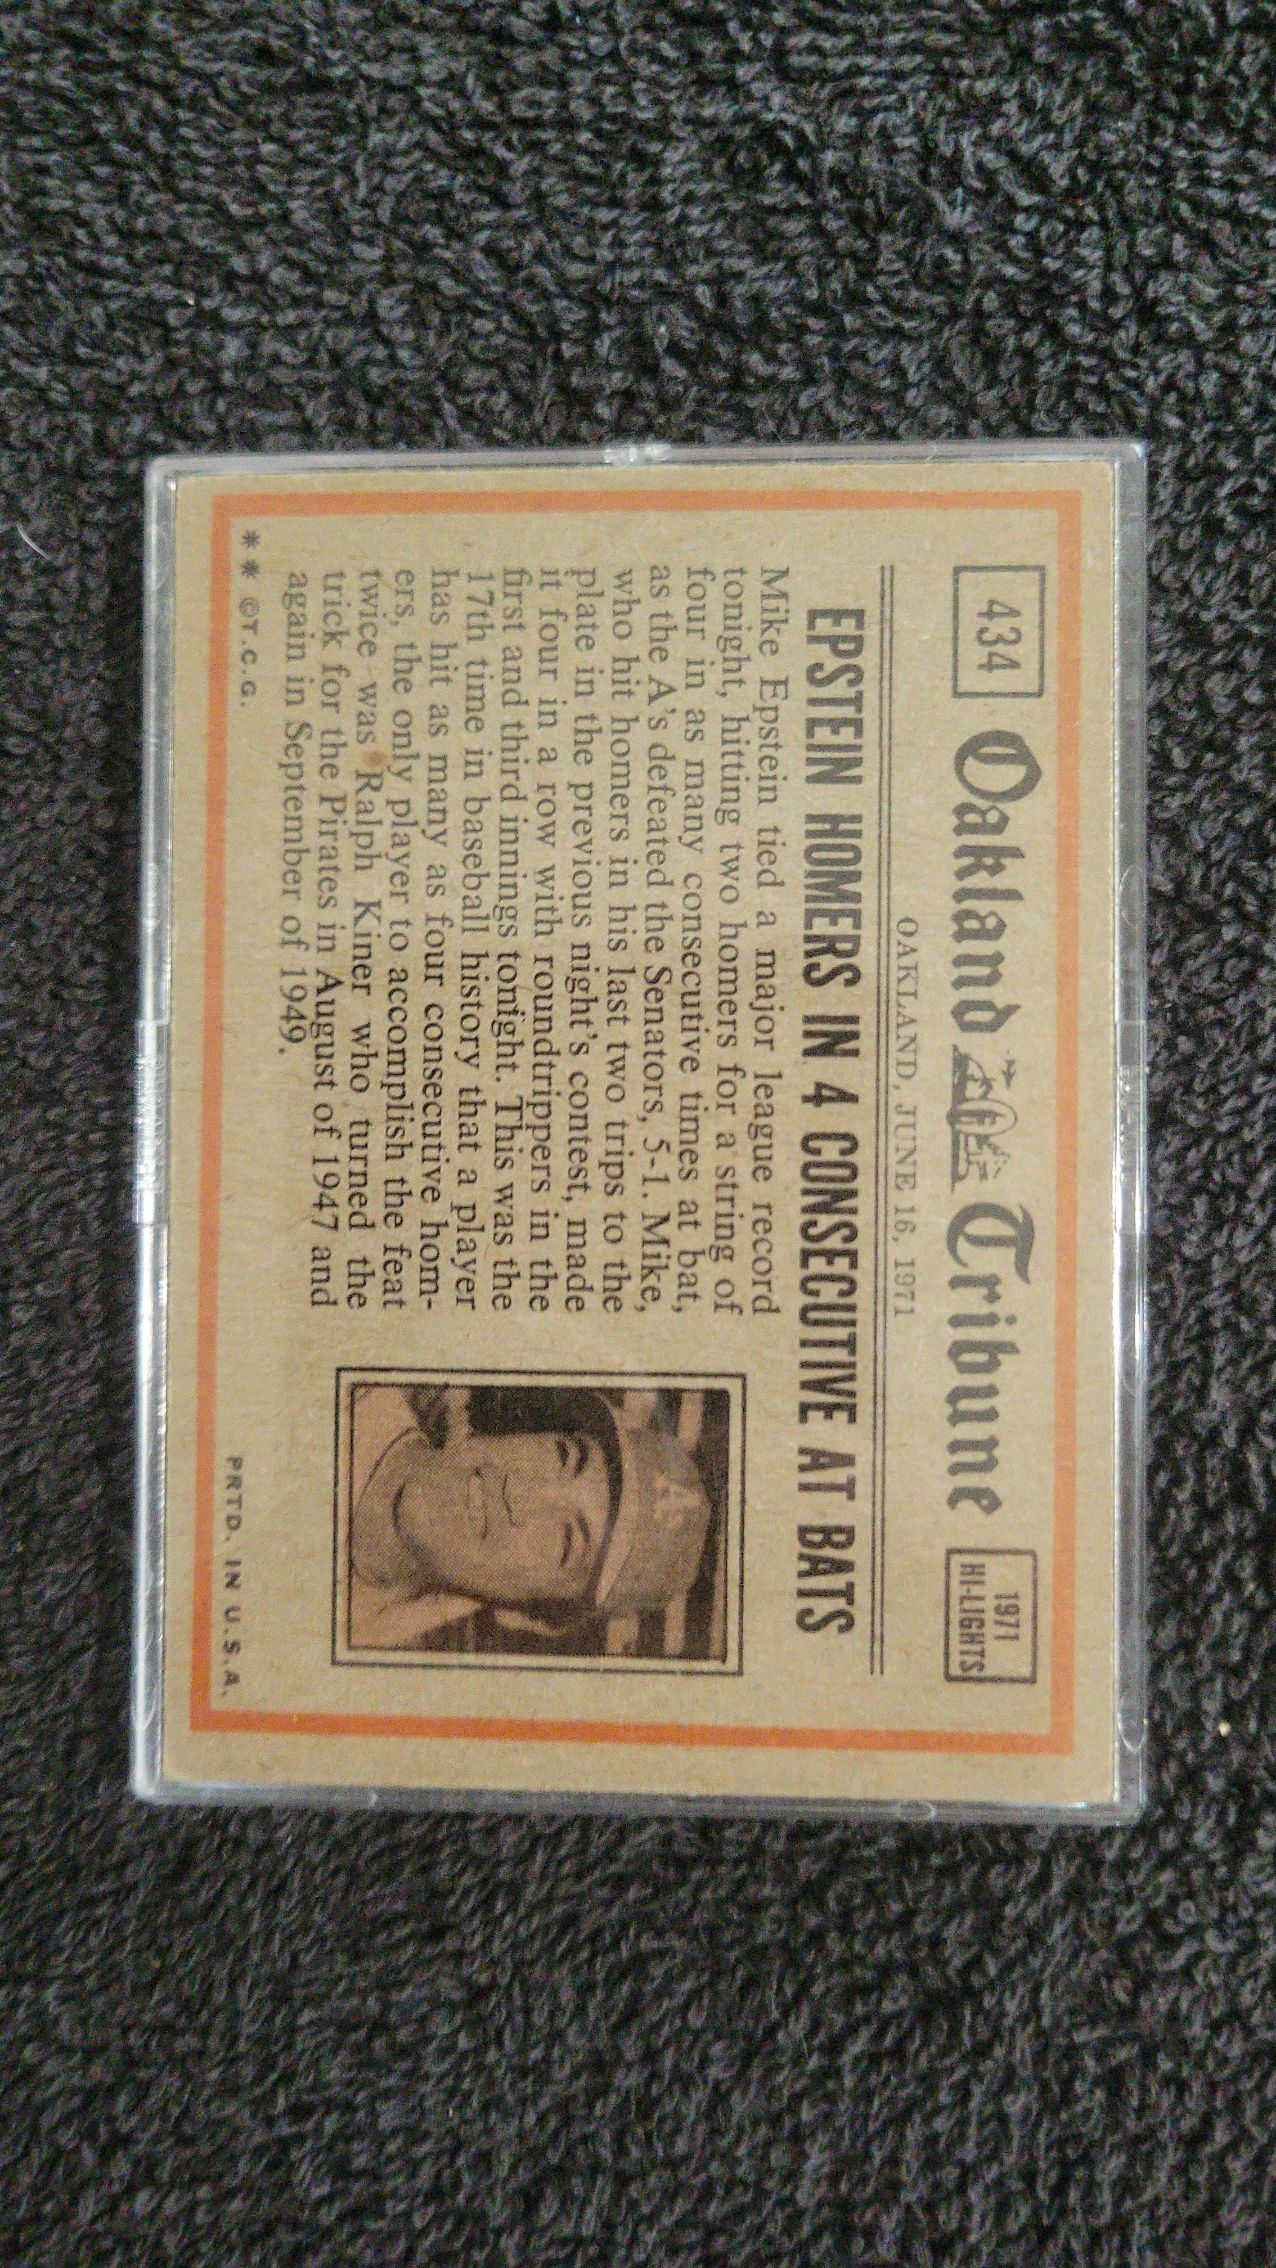 434 Oakland Tribune 1971 HI-LIGHTS
OAKLAND, JUNE 16, 1971
EPSTEIN HOMERS IN 4 CONSECUTIVE AT BATS
Mike Epstein tied a major league record
tonight, hitting two homers for a string of
four in as many consecutive times at bat,
as the A's defeated the Senators, 5-1. Mike,
who hit homers in his last two trips to the
plate in the previous night's contest, made
it four in a row with roundtrippers in the
first and third innings tonight. This was the
17th time in baseball history that a player
has hit as many as four consecutive hom-
ers, the only player to accomplish the feat
twice was Ralph Kiner who turned the
trick for the Pirates in August of 1947 and
again in September of 1949.
A's
** ©T.C.G. PRTD. IN U.S.A.